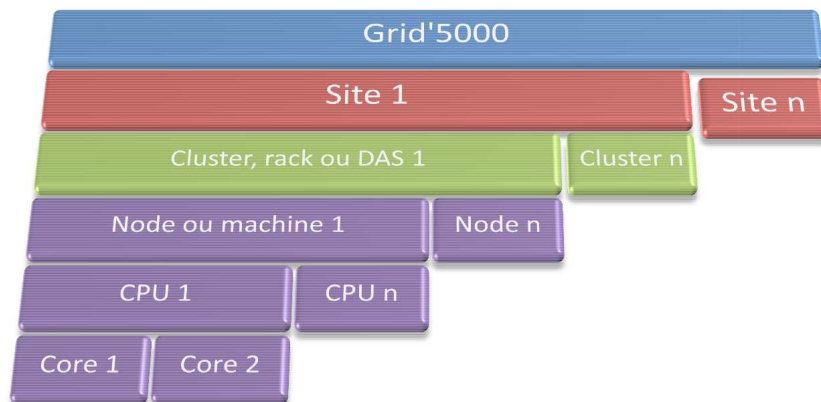 Grid'5000
Site 1
Site n
Cluster, rack ou DAS 1
Cluster n
Node ou machine 1
Node n
CPU 1
CPU n
Core 1
Core 2